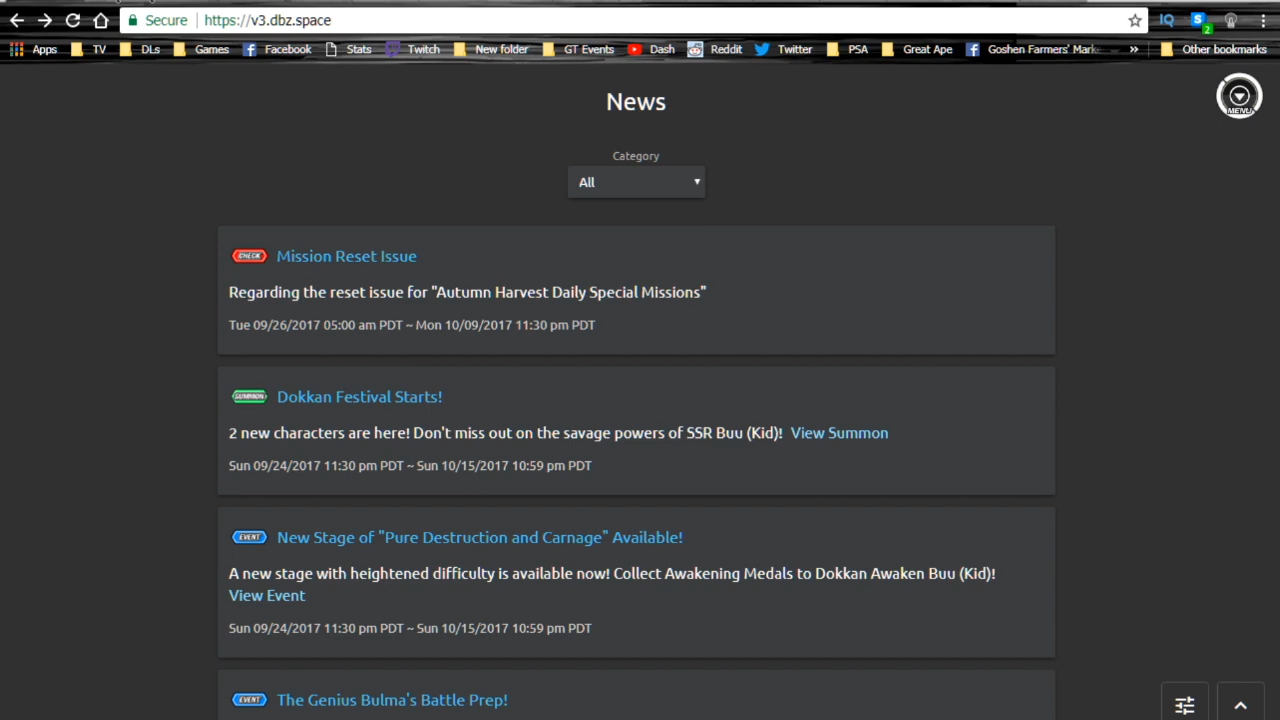 Secure https://v3.dbz.space IQ S 2
Apps TV DLs Games Facebook Stats Twitch New folder GT Events Dash Reddit Twitter PSA Great Ape Goshen Farmers' Mark » Other bookmarks
News
MENU
Category
All
CHECK Mission Reset Issue
Regarding the reset issue for "Autumn Harvest Daily Special Missions"
Tue 09/26/2017 05:00 am PDT ~ Mon 10/09/2017 11:30 pm PDT
SUMMON Dokkan Festival Starts!
2 new characters are here! Don't miss out on the savage powers of SSR Buu (Kid)! View Summon
Sun 09/24/2017 11:30 pm PDT ~ Sun 10/15/2017 10:59 pm PDT
EVENT New Stage of "Pure Destruction and Carnage" Available!
A new stage with heightened difficulty is available now! Collect Awakening Medals to Dokkan Awaken Buu (Kid)!
View Event
Sun 09/24/2017 11:30 pm PDT ~ Sun 10/15/2017 10:59 pm PDT
EVENT The Genius Bulma's Battle Prep!